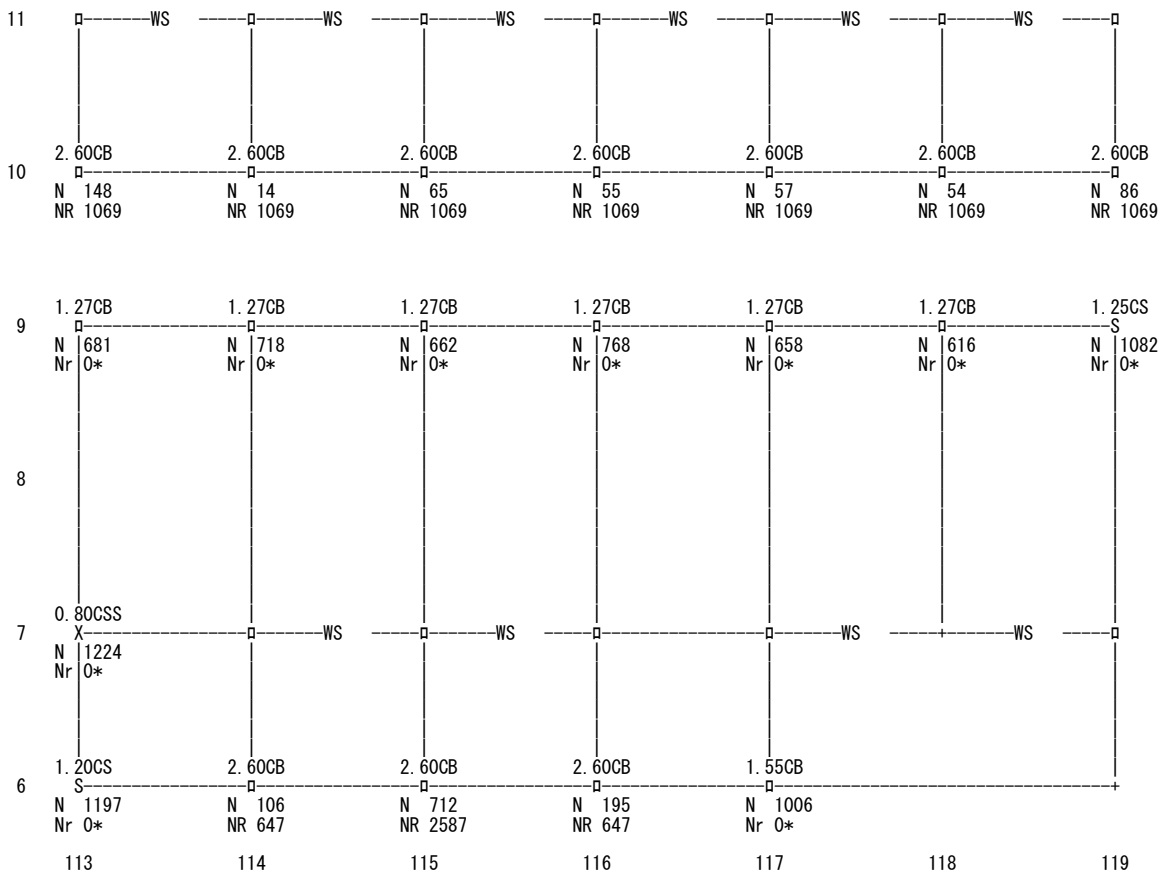 11 WS WS WS WS WS WS
2.60CB 2.60CB 2.60CB 2.60CB 2.60CB 2.60CB 2.60CB
10
N 148 N 14 N 65 N 55 N 57 N 54 N 86
NR 1069 NR 1069 NR 1069 NR 1069 NR 1069 NR 1069 NR 1069
1.27CB 1.27CB 1.27CB 1.27CB 1.27CB 1.27CB 1.25CS
9 S
N 681 N 718 N 662 N 768 N 658 N 616 N 1082
Nr 0* Nr 0* Nr 0* Nr 0* Nr 0* Nr 0* Nr 0*
8
0.80CSS
7 X WS WS WS WS
N 1224
Nr 0*
1.20CS 2.60CB 2.60CB 2.60CB 1.55CB
6 S
N 1197 N 106 N 712 N 195 N 1006
Nr 0* NR 647 NR 2587 NR 647 Nr 0*
113 114 115 116 117 118 119